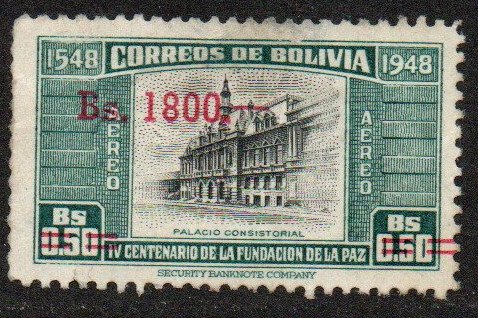 1548 CORREOS DE BOLIVIA 1948
Bs. 1800.—
AEREO
AEREO
PALACIO CONSISTORIAL
Bs
0.50
Bs
0.50
IV CENTENARIO DE LA FUNDACION DE LA PAZ
SECURITY BANKNOTE COMPANY